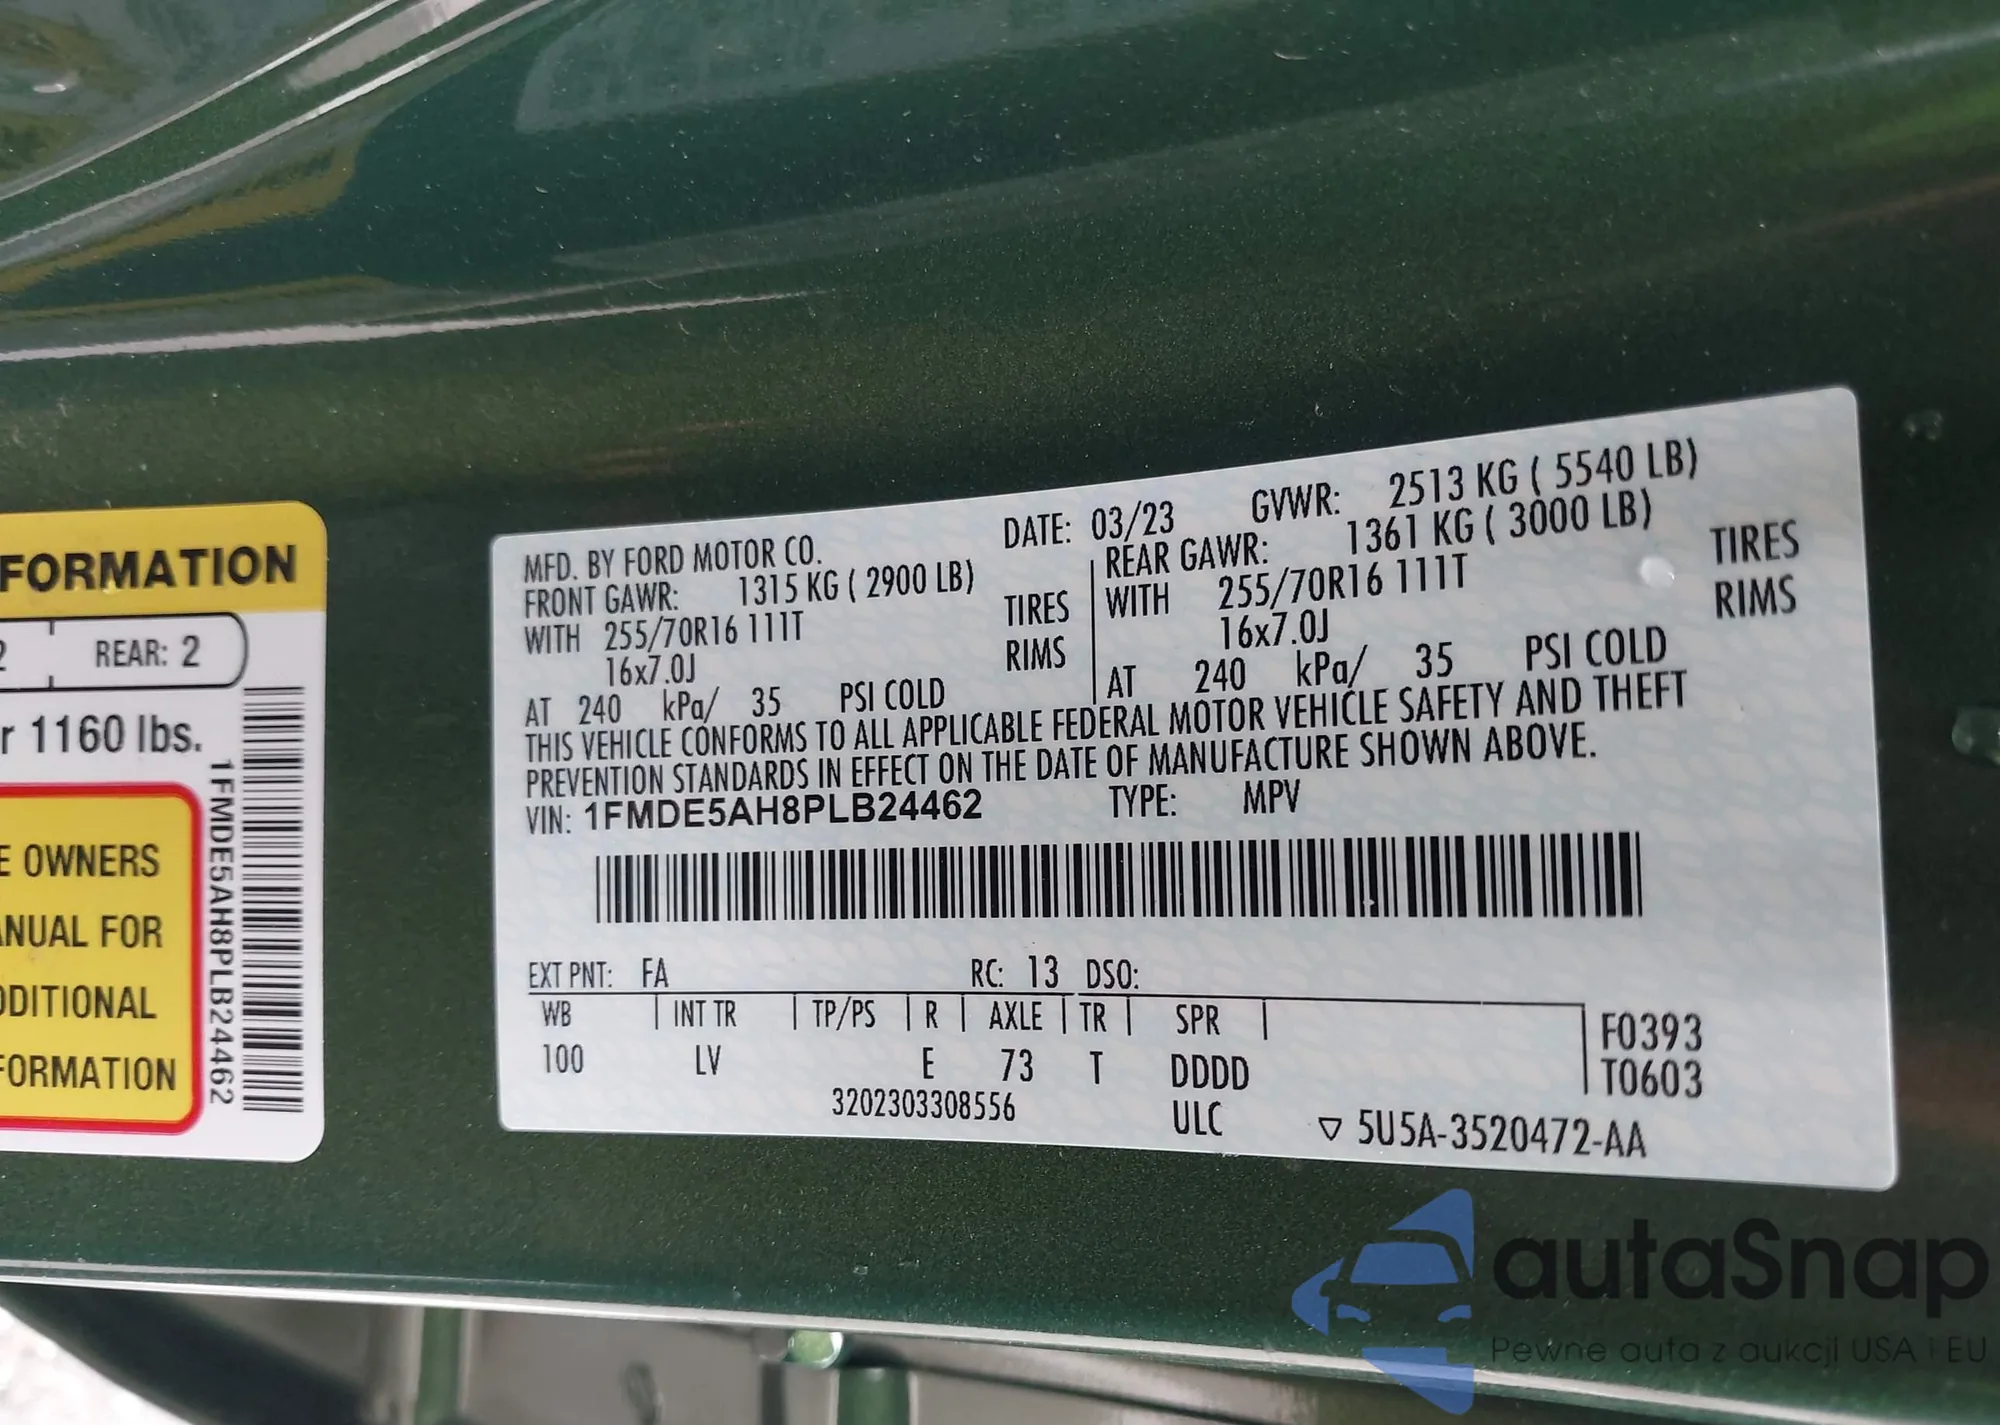 FORMATION
2 REAR: 2
r 1160 lbs.
E OWNERS
ANUAL FOR
DDITIONAL
FORMATION
1FMDE5AH8PLB24462
MFD. BY FORD MOTOR CO. DATE: 03/23 GVWR: 2513 KG ( 5540 LB)
FRONT GAWR: 1315 KG ( 2900 LB) REAR GAWR: 1361 KG ( 3000 LB)
WITH 255/70R16 111T TIRES WITH 255/70R16 111T TIRES
16x7.0J RIMS 16x7.0J RIMS
AT 240 kPa/ 35 PSI COLD AT 240 kPa/ 35 PSI COLD
THIS VEHICLE CONFORMS TO ALL APPLICABLE FEDERAL MOTOR VEHICLE SAFETY AND THEFT
PREVENTION STANDARDS IN EFFECT ON THE DATE OF MANUFACTURE SHOWN ABOVE.
VIN: 1FMDE5AH8PLB24462 TYPE: MPV
EXT PNT: FA RC: 13 DSO:
WB INT TR TP/PS R AXLE TR SPR F0393
100 LV E 73 T DDDD T0603
3202303308556 ULC ▽ 5U5A-3520472-AA
autaSnap
Pewne auta z aukcji USA i EU